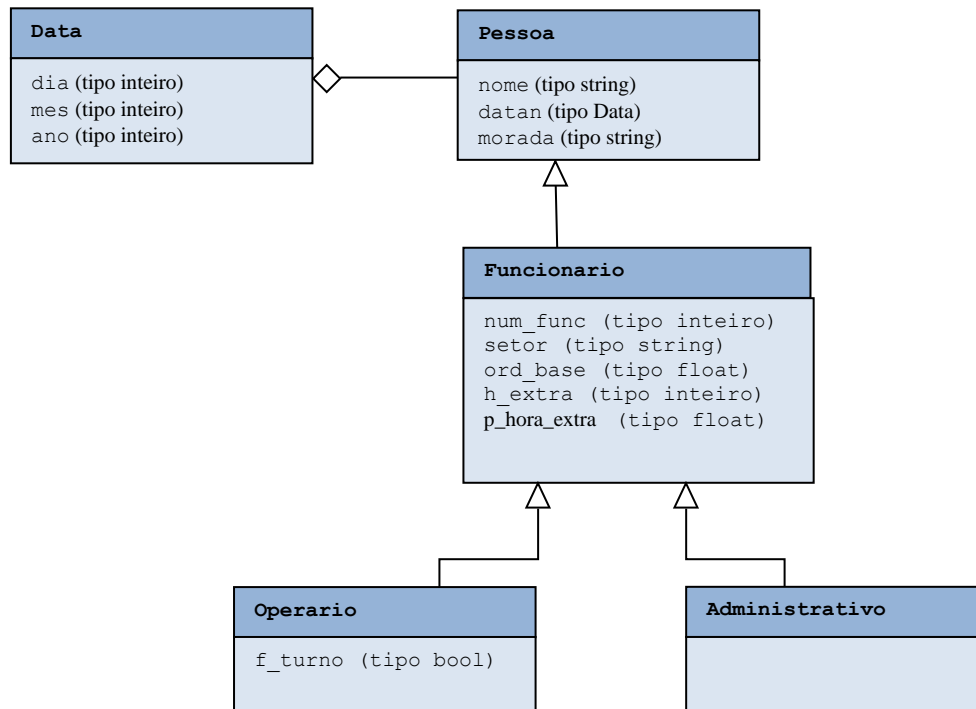 Data
dia (tipo inteiro)
mes (tipo inteiro)
ano (tipo inteiro)
Pessoa
nome (tipo string)
datan (tipo Data)
morada (tipo string)
Funcionario
num_func (tipo inteiro)
setor (tipo string)
ord_base (tipo float)
h_extra (tipo inteiro)
p_hora_extra (tipo float)
Operario
f_turno (tipo bool)
Administrativo